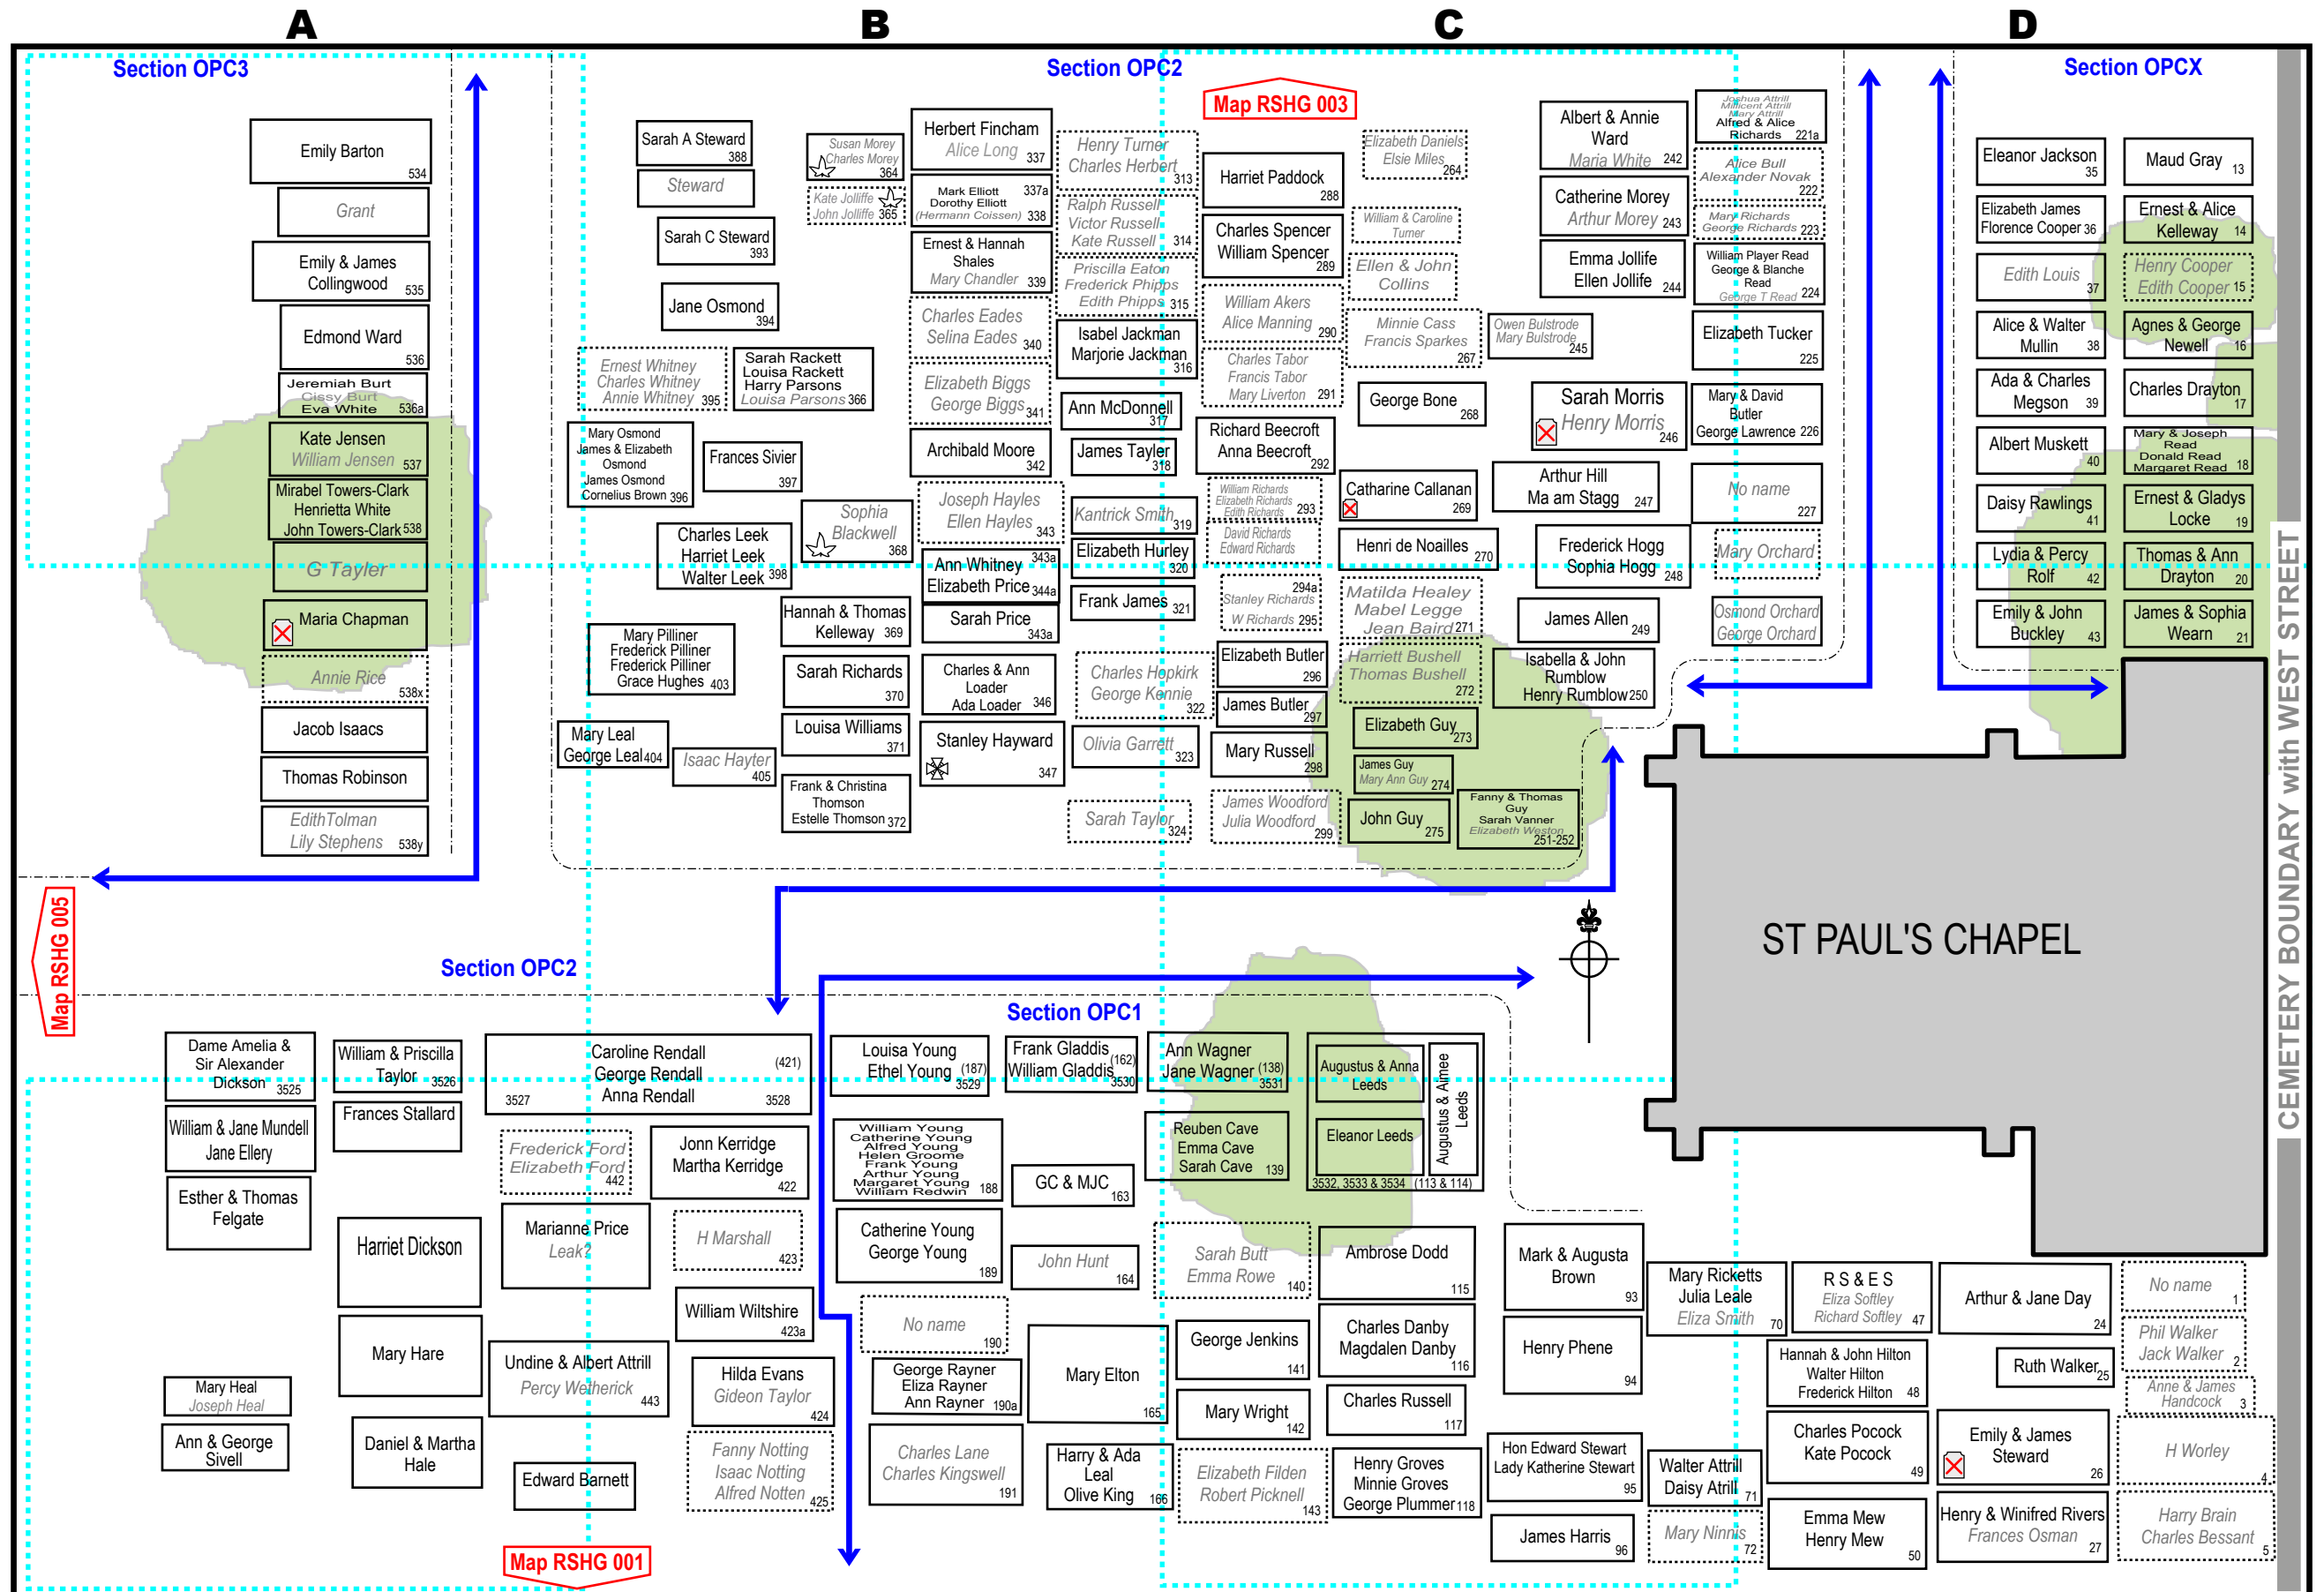 A
B
C
D
Section OPC3
Section OPC2
Section OPCX
Map RSHG 003
Emily Barton
534
Grant
Emily & James
Collingwood
535
Edmond Ward
536
Jeremiah Burt
Cissy Burt
Eva White 536a
Kate Jensen
William Jensen 537
Mirabel Towers-Clark
Henrietta White
John Towers-Clark 538
G Tayler
Maria Chapman
Annie Rice
538x
Jacob Isaacs
Thomas Robinson
EdithTolman
Lily Stephens 538y
Sarah A Steward
388
Steward
Sarah C Steward
393
Jane Osmond
394
Ernest Whitney
Charles Whitney
Annie Whitney 395
Sarah Rackett
Louisa Rackett
Harry Parsons
Louisa Parsons 366
Mary Osmond
James & Elizabeth
Osmond
James Osmond
Cornelius Brown 396
Frances Sivier
397
Charles Leek
Harriet Leek
Walter Leek 398
Mary Pilliner
Frederick Pilliner
Frederick Pilliner
Grace Hughes 403
Mary Leal
George Leal 404
Isaac Hayter
405
Susan Morey
Charles Morey
364
Kate Jolliffe
John Jolliffe 365
Sophia
Blackwell
368
Hannah & Thomas
Kelleway 369
Sarah Richards
370
Louisa Williams
371
Frank & Christina
Thomson
Estelle Thomson 372
Herbert Fincham
Alice Long 337
Mark Elliott 337a
Dorothy Elliott
(Hermann Coissen) 338
Ernest & Hannah
Shales
Mary Chandler 339
Charles Eades
Selina Eades 340
Elizabeth Biggs
George Biggs 341
Archibald Moore
342
Joseph Hayles
Ellen Hayles
343
Ann Whitney 343a
Elizabeth Price 344a
Sarah Price
343a
Charles & Ann
Loader
Ada Loader 346
Stanley Hayward
347
Henry Turner
Charles Herbert
313
Ralph Russell
Victor Russell
Kate Russell 314
Priscilla Eaton
Frederick Phipps
Edith Phipps 315
Isabel Jackman
Marjorie Jackman
316
Ann McDonnell
317
James Tayler
318
Kantrick Smith 319
Elizabeth Hurley
320
Frank James
321
Charles Hopkirk
George Kennie
322
Olivia Garrett
323
Sarah Taylor
324
Harriet Paddock
288
Charles Spencer
William Spencer
289
William Akers
Alice Manning 290
Charles Tabor
Francis Tabor
Mary Liverton 291
Richard Beecroft
Anna Beecroft
292
William Richards
Elizabeth Richards
Edith Richards 293
David Richards
Edward Richards
294a
Stanley Richards
W Richards 295
Elizabeth Butler
296
James Butler 297
Mary Russell
298
James Woodford
Julia Woodford
299
Elizabeth Daniels
Elsie Miles
264
William & Caroline
Turner
Ellen & John
Collins
Minnie Cass
Francis Sparkes
267
George Bone
268
Catharine Callanan
269
Henri de Noailles 270
Matilda Healey
Mabel Legge
Jean Baird 271
Harriett Bushell
Thomas Bushell
272
Elizabeth Guy
273
James Guy
Mary Ann Guy 274
John Guy 275
Fanny & Thomas
Guy
Sarah Vanner
Elizabeth Weston
251-252
Albert & Annie
Ward
Maria White 242
Catherine Morey
Arthur Morey 243
Emma Jollife
Ellen Jollife 244
Owen Bulstrode
Mary Bulstrode
245
Sarah Morris
Henry Morris 246
Arthur Hill
Ma am Stagg 247
Frederick Hogg
Sophia Hogg 248
James Allen 249
Isabella & John
Rumblow
Henry Rumblow 250
Joshua Attrill
Millicent Attrill
Mary Attrill
Alfred & Alice
Richards 221a
Alice Bull
Alexander Novak
222
Mary Richards
George Richards 223
William Player Read
George & Blanche
Read
George T Read 224
Elizabeth Tucker
225
Mary & David
Butler
George Lawrence 226
No name
227
Mary Orchard
Osmond Orchard
George Orchard
Eleanor Jackson
35
Elizabeth James
Florence Cooper 36
Edith Louis
37
Alice & Walter
Mullin 38
Ada & Charles
Megson 39
Albert Muskett
40
Daisy Rawlings
41
Lydia & Percy
Rolf 42
Emily & John
Buckley 43
Maud Gray
13
Ernest & Alice
Kelleway 14
Henry Cooper
Edith Cooper 15
Agnes & George
Newell 16
Charles Drayton
17
Mary & Joseph
Read
Donald Read
Margaret Read 18
Ernest & Gladys
Locke 19
Thomas & Ann
Drayton 20
James & Sophia
Wearn 21
CEMETERY BOUNDARY with WEST STREET
ST PAUL'S CHAPEL
Map RSHG 005
Section OPC2
Section OPC1
Dame Amelia &
Sir Alexander
Dickson 3525
William & Priscilla
Taylor 3526
Caroline Rendall
George Rendall
Anna Rendall
(421)
3527
3528
Louisa Young
Ethel Young (187)
3529
Frank Gladdis
William Gladdis (162)
3530
Ann Wagner
Jane Wagner (138)
3531
Augustus & Anna
Leeds
Augustus & Aimee
Leeds
Eleanor Leeds
3532, 3533 & 3534 (113 & 114)
William & Jane Mundell
Jane Ellery
Frances Stallard
Esther & Thomas
Felgate
Harriet Dickson
Mary Hare
Mary Heal
Joseph Heal
Ann & George
Sivell
Daniel & Martha
Hale
Frederick Ford
Elizabeth Ford
442
Marianne Price
Leak?
Undine & Albert Attrill
Percy Wetherick
443
Edward Barnett
Jonn Kerridge
Martha Kerridge
422
H Marshall
423
William Wiltshire
423a
Hilda Evans
Gideon Taylor
424
Fanny Notting
Isaac Notting
Alfred Notten
425
William Young
Catherine Young
Alfred Young
Helen Groome
Frank Young
Arthur Young
Margaret Young
William Redwin 188
Catherine Young
George Young
189
No name
190
George Rayner
Eliza Rayner
Ann Rayner 190a
Charles Lane
Charles Kingswell
191
GC & MJC
163
John Hunt
164
Mary Elton
165
Harry & Ada
Leal
Olive King 166
Reuben Cave
Emma Cave
Sarah Cave 139
Sarah Butt
Emma Rowe
140
George Jenkins
141
Mary Wright
142
Elizabeth Filden
Robert Picknell
143
Ambrose Dodd
115
Charles Danby
Magdalen Danby
116
Charles Russell
117
Henry Groves
Minnie Groves
George Plummer 118
Mark & Augusta
Brown
93
Henry Phene
94
Hon Edward Stewart
Lady Katherine Stewart
95
James Harris
96
Mary Ricketts
Julia Leale
Eliza Smith 70
Walter Attrill
Daisy Atrill
71
Mary Ninnis
72
R S & E S
Eliza Softley
Richard Softley 47
Hannah & John Hilton
Walter Hilton
Frederick Hilton 48
Charles Pocock
Kate Pocock
49
Emma Mew
Henry Mew
50
Arthur & Jane Day
24
Ruth Walker 25
Emily & James
Steward
26
Henry & Winifred Rivers
Frances Osman
27
No name
1
Phil Walker
Jack Walker
2
Anne & James
Handcock
3
H Worley
4
Harry Brain
Charles Bessant
5
Map RSHG 001